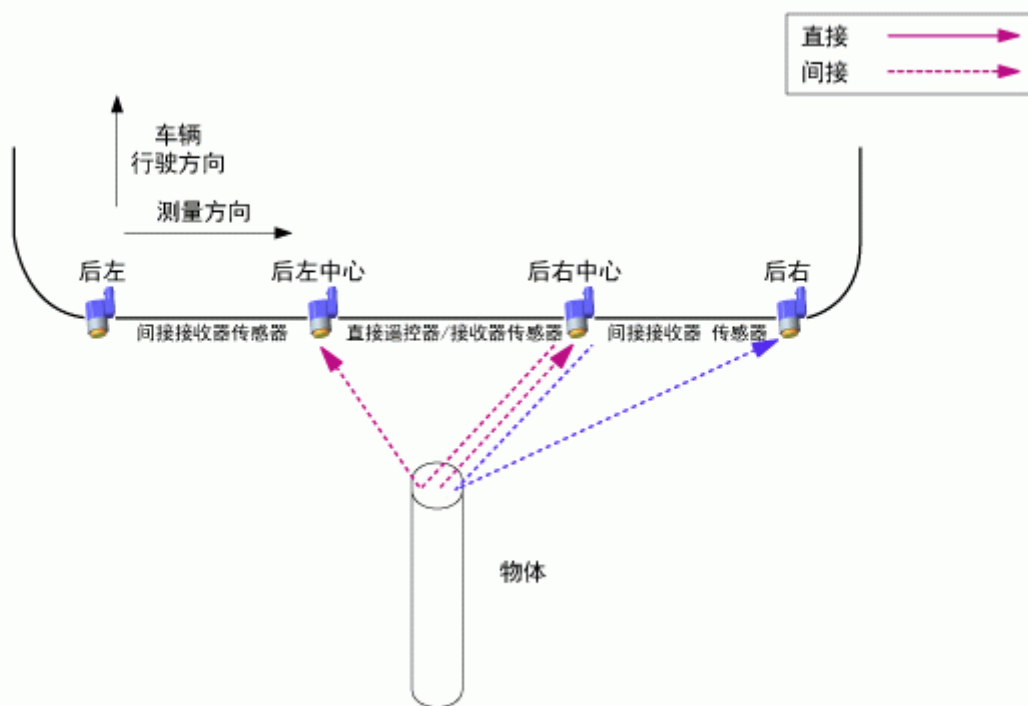 直接
间接
车辆
行驶方向
测量方向
后左
后左中心
后右中心
后右
间接接收器传感器
直接遥控器/接收器传感器
间接接收器 传感器
物体